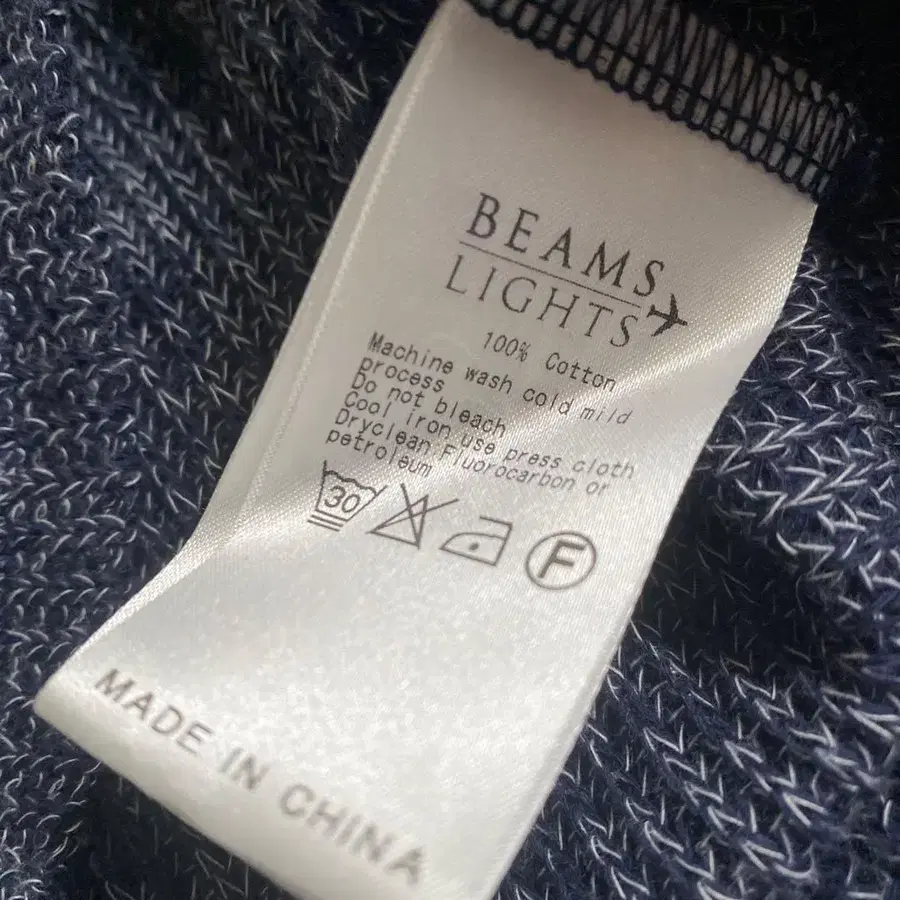 BEAMS
LIGHTS
100% Cotton
Machine wash cold mild
process
Do not bleach
Cool iron use press cloth
Dryclean Fluorocarbon or
petroleum
30
F
MADE IN CHINA